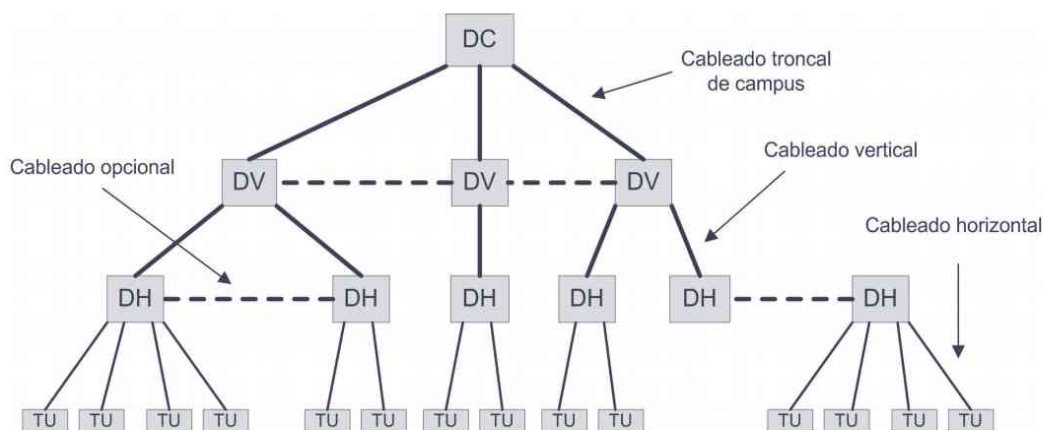 DC
Cableado troncal
de campus
Cableado opcional
Cableado vertical
DV
DV
DV
Cableado horizontal
DH
DH
DH
DH
DH
DH
TU
TU
TU
TU
TU
TU
TU
TU
TU
TU
TU
TU
TU
TU